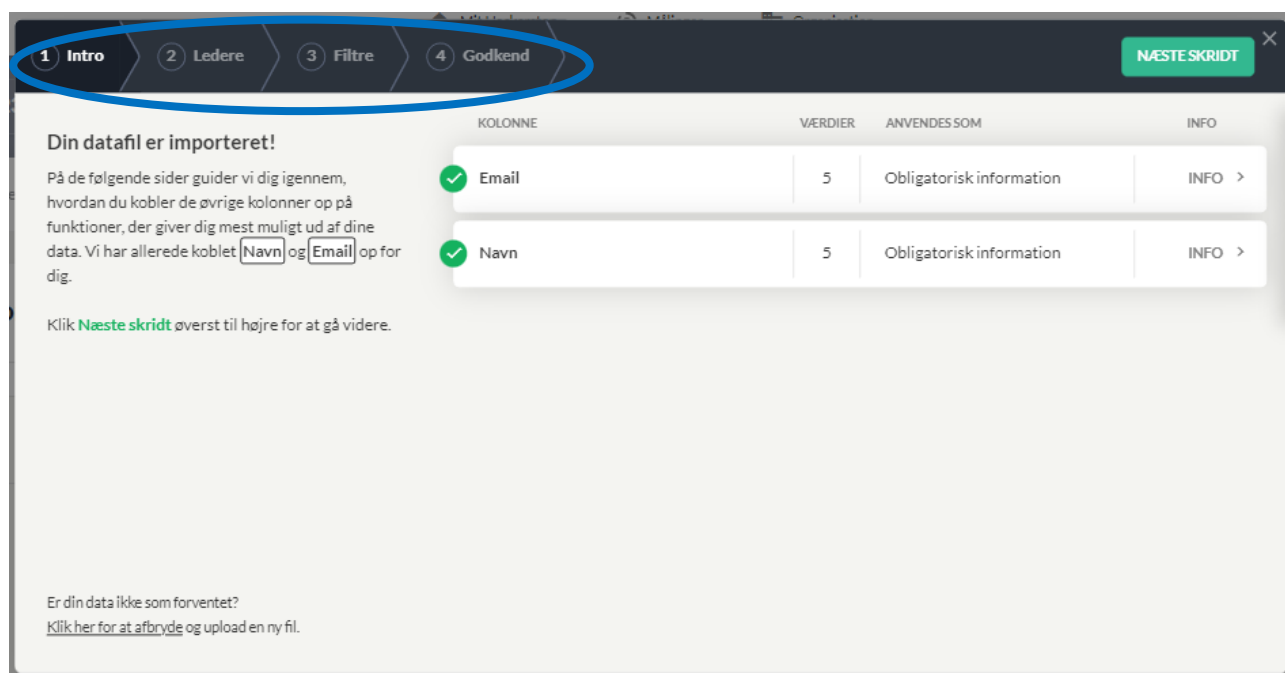 Mit Målinger Organisation
1 Intro 2 Ledere 3 Filtre 4 Godkend NÆSTE SKRIDT
KOLONNE VÆRDIER ANVENDES SOM INFO
Din datafil er importeret!
På de følgende sider guider vi dig igennem,
hvordan du kobler de øvrige kolonner op på
funktioner, der giver dig mest muligt ud af dine
data. Vi har allerede koblet Navn og Email op for
dig.
Klik Næste skridt øverst til højre for at gå videre.
Email 5 Obligatorisk information INFO >
Navn 5 Obligatorisk information INFO >
Er din data ikke som forventet?
Klik her for at afbryde og upload en ny fil.